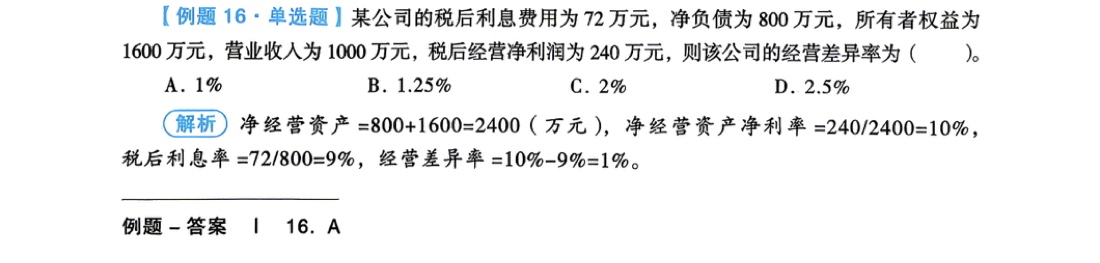 【例题 16·单选题】某公司的税后利息费用为 72 万元，净负债为 800 万元，所有者权益为
1600 万元，营业收入为 1000 万元，税后经营净利润为 240 万元，则该公司的经营差异率为（　　）。
A. 1%　　B. 1.25%　　C. 2%　　D. 2.5%
解析 净经营资产 =800+1600=2400（万元），净经营资产净利率 =240/2400=10%，
税后利息率 =72/800=9%，经营差异率 =10%-9%=1%。
例题 – 答案　|　16. A